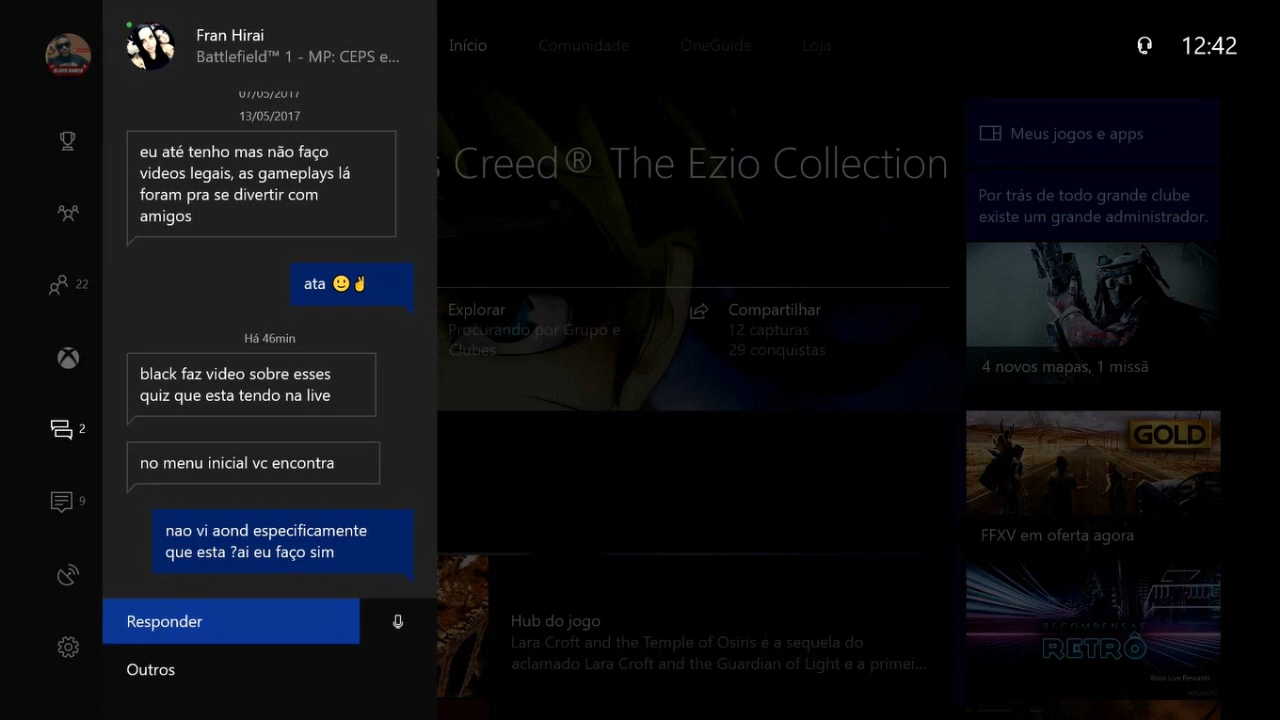 Fran Hirai
Battlefield™ 1 - MP: CEPS e...
07/05/2017
13/05/2017
eu até tenho mas não faço
videos legais, as gameplays lá
foram pra se divertir com
amigos
ata 🙂✌
Há 46min
black faz video sobre esses
quiz que esta tendo na live
no menu inicial vc encontra
nao vi aond especificamente
que esta ?ai eu faço sim
Responder
Outros
22
2
9
Início
Comunidade
OneGuide
Loja
12:42
s Creed® The Ezio Collection
Explorar
Procurando por Grupo e
Clubes
Compartilhar
12 capturas
29 conquistas
Hub do jogo
Lara Croft and the Temple of Osiris é a sequela do
aclamado Lara Croft and the Guardian of Light e a primei...
Meus jogos e apps
Por trás de todo grande clube
existe um grande administrador.
4 novos mapas, 1 missã
GOLD
FFXV em oferta agora
RECOMPENSAS
RETRÔ
Xbox Live Rewards